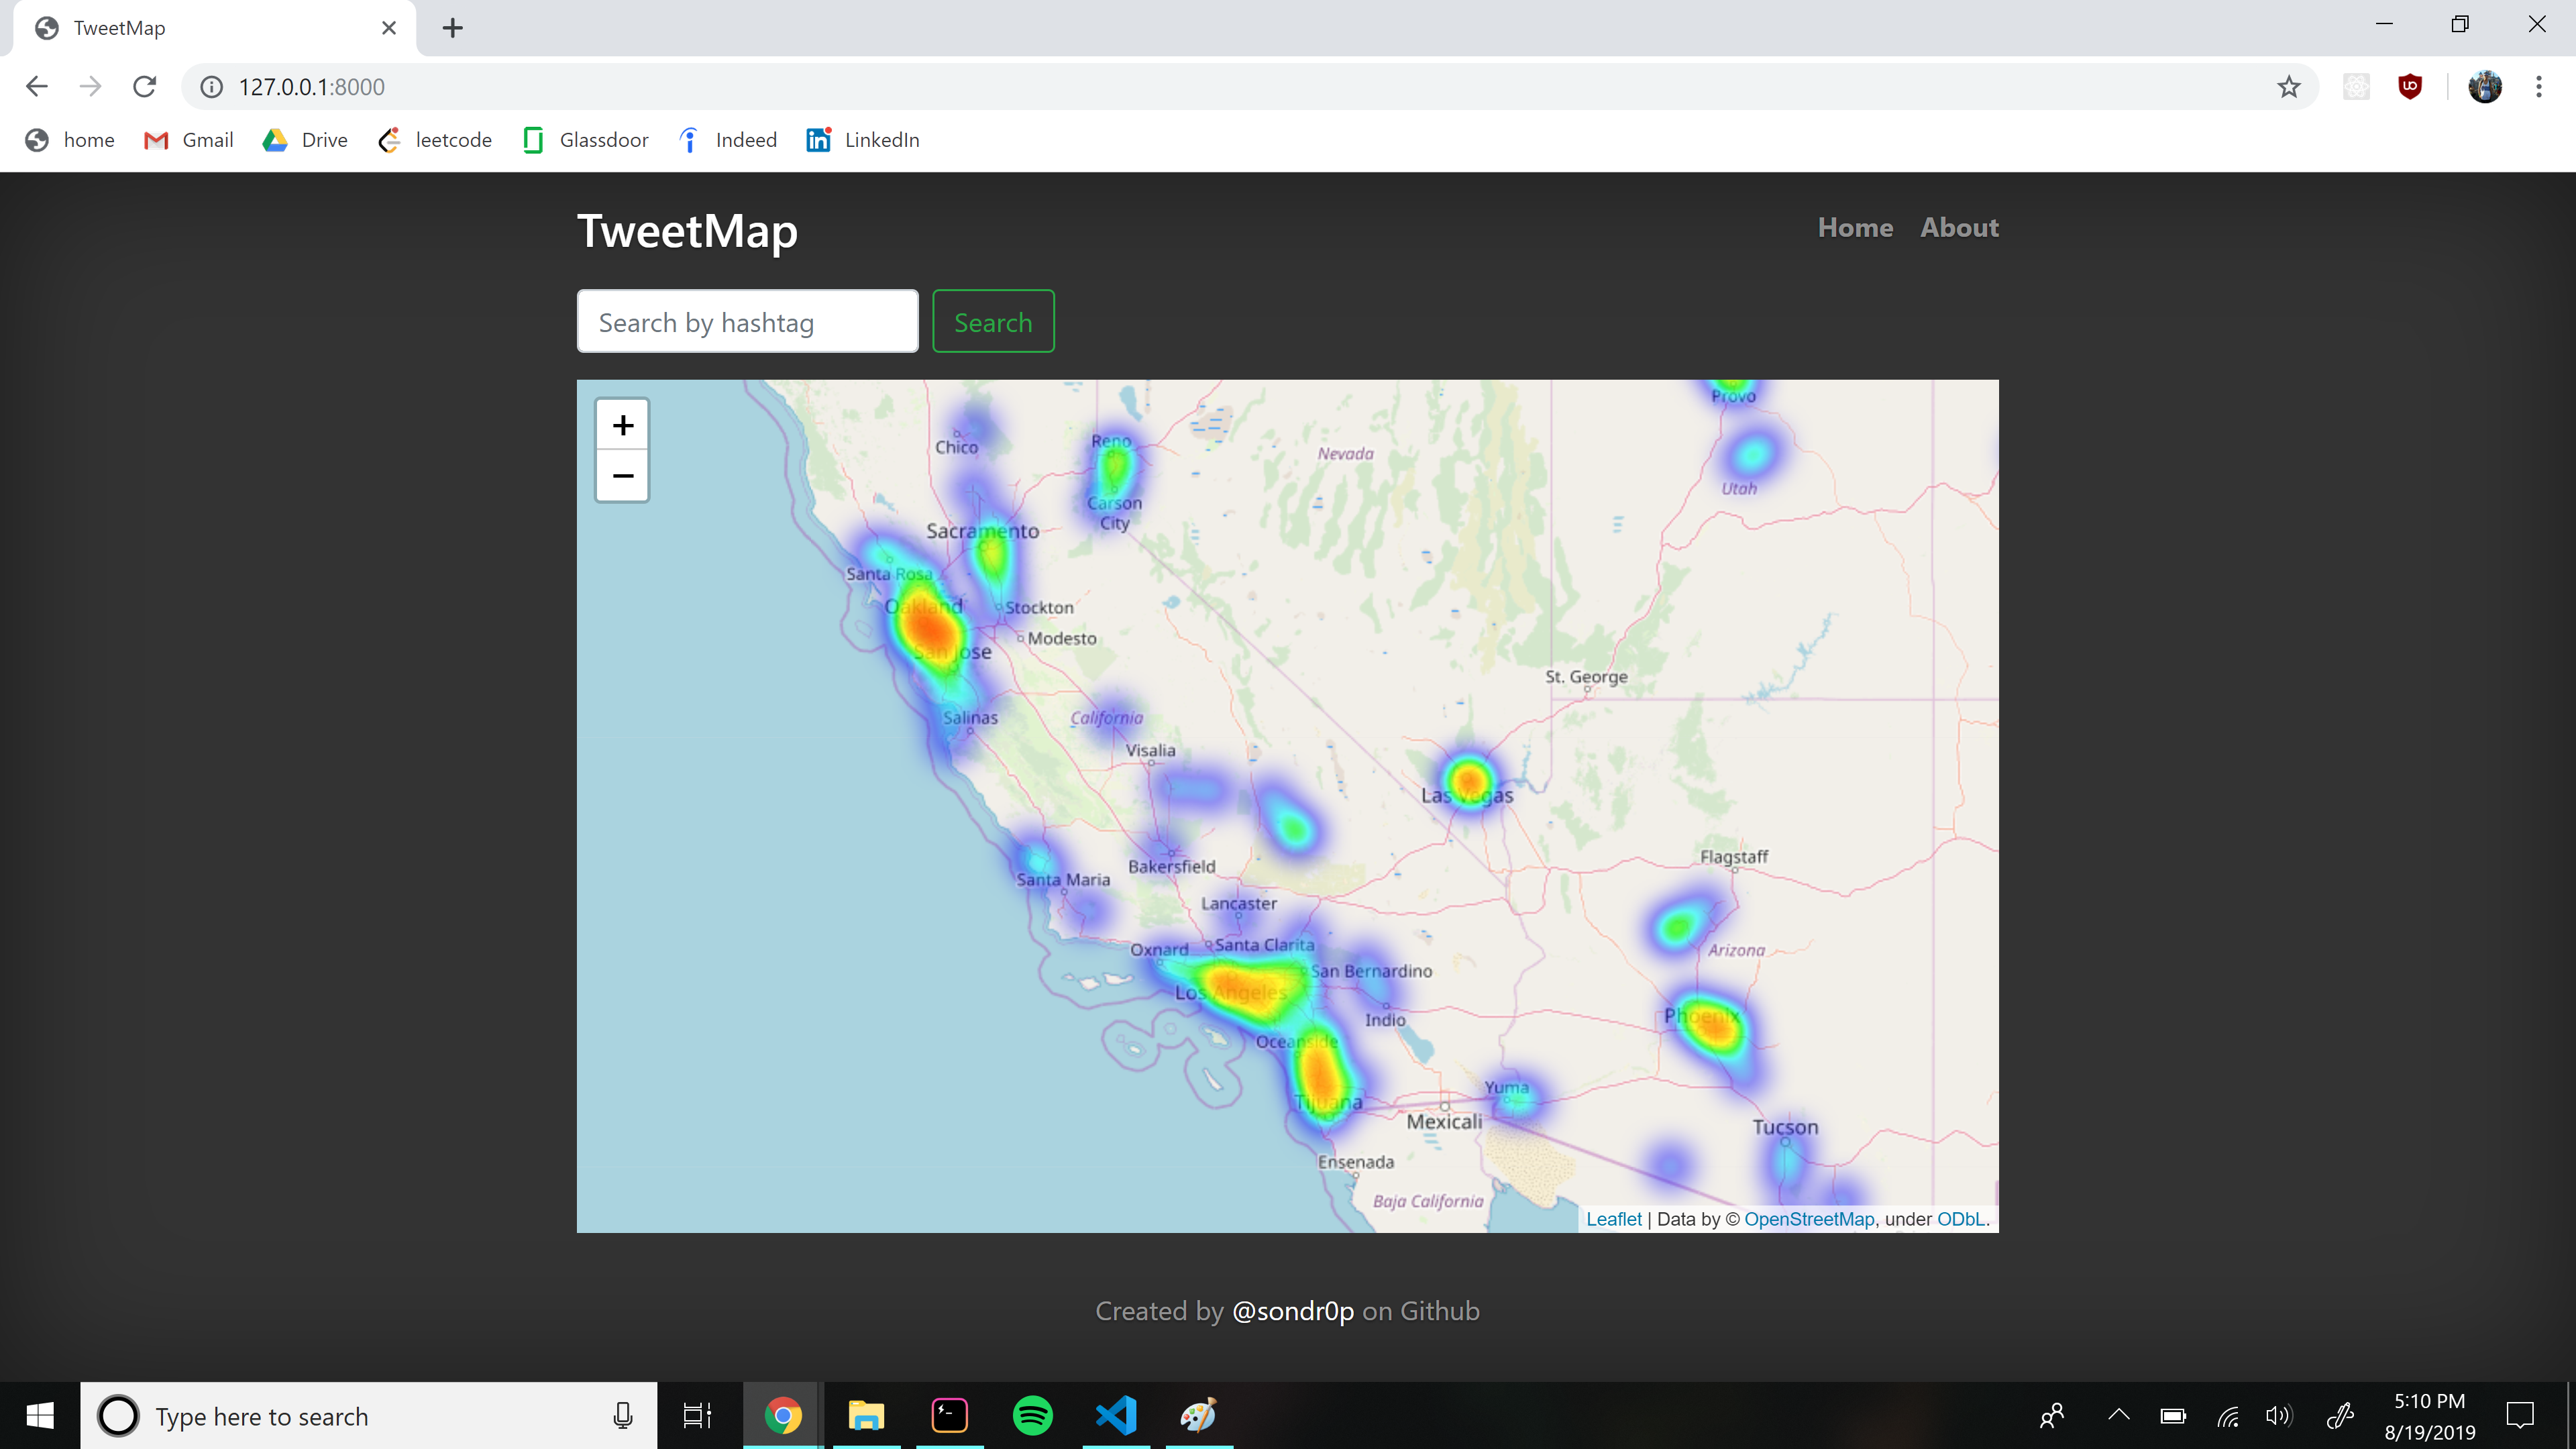 TweetMap
127.0.0.1:8000
home Gmail Drive leetcode Glassdoor Indeed LinkedIn
TweetMap
Home About
Search by hashtag Search
+
−
Provo
Chico
Reno
Nevada
Utah
Carson
City
Sacramento
Santa Rosa
Oakland
Stockton
Modesto
San Jose
St. George
Salinas
California
Visalia
Las Vegas
Flagstaff
Bakersfield
Santa Maria
Lancaster
Oxnard
Santa Clarita
Arizona
San Bernardino
Los Angeles
Phoenix
Indio
Oceanside
Yuma
Tijuana
Mexicali
Tucson
Ensenada
Baja California
Leaflet | Data by © OpenStreetMap, under ODbL.
Created by @sondr0p on Github
Type here to search
5:10 PM
8/19/2019